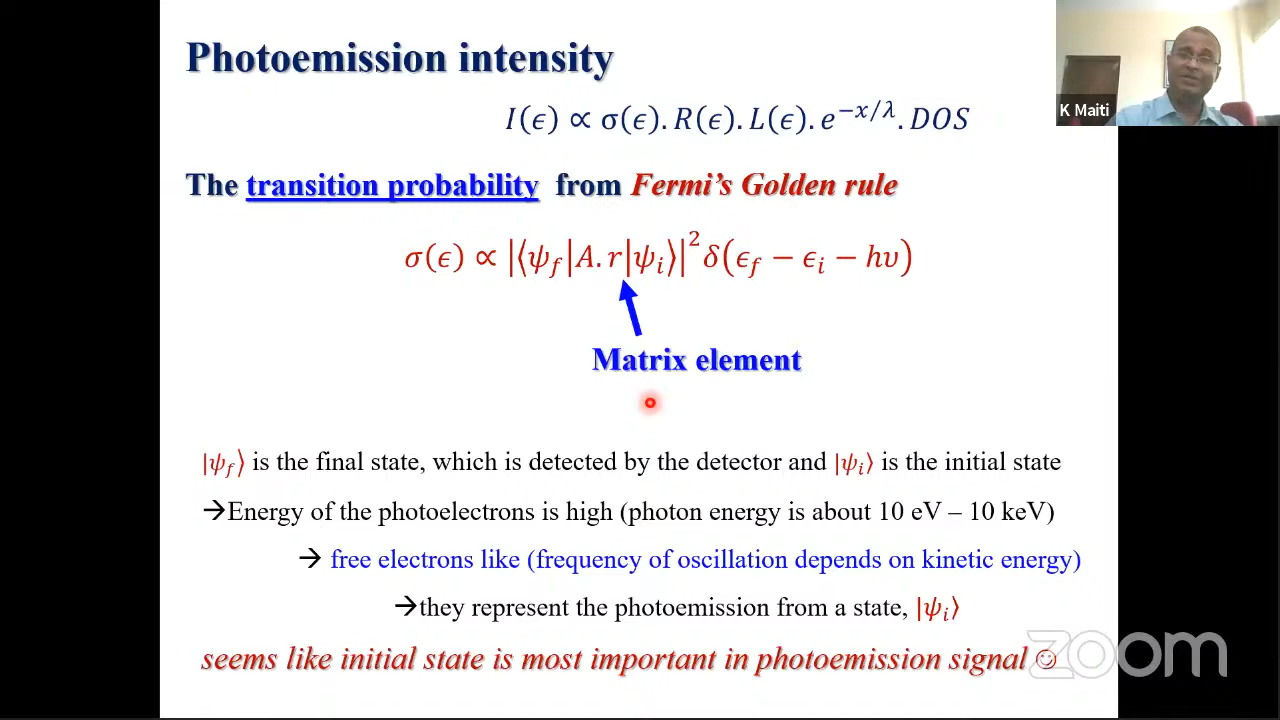 Photoemission intensity
I(ϵ) ∝ σ(ϵ).R(ϵ).L(ϵ).e^{−x/λ}.DOS
K Maiti
The transition probability from Fermi's Golden rule
σ(ϵ) ∝ |⟨ψ_f|A.r|ψ_i⟩|^2 δ(ϵ_f − ϵ_i − hυ)
Matrix element
|ψ_f⟩ is the final state, which is detected by the detector and |ψ_i⟩ is the initial state
→Energy of the photoelectrons is high (photon energy is about 10 eV – 10 keV)
→ free electrons like (frequency of oscillation depends on kinetic energy)
→they represent the photoemission from a state, |ψ_i⟩
seems like initial state is most important in photoemission signal ☺
zoom